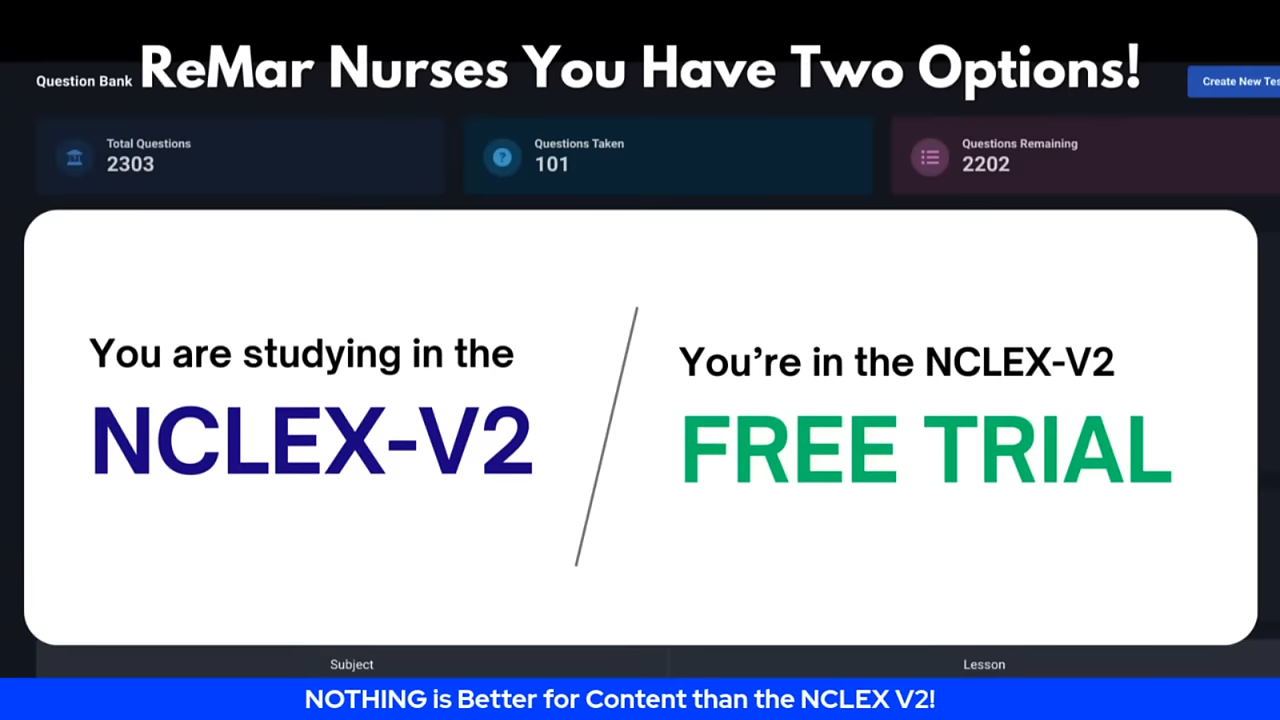 ReMar Nurses You Have Two Options!
Question Bank
Create New Tes
Total Questions
2303
Questions Taken
101
Questions Remaining
2202
You are studying in the
NCLEX-V2
You're in the NCLEX-V2
FREE TRIAL
Subject
Lesson
NOTHING is Better for Content than the NCLEX V2!